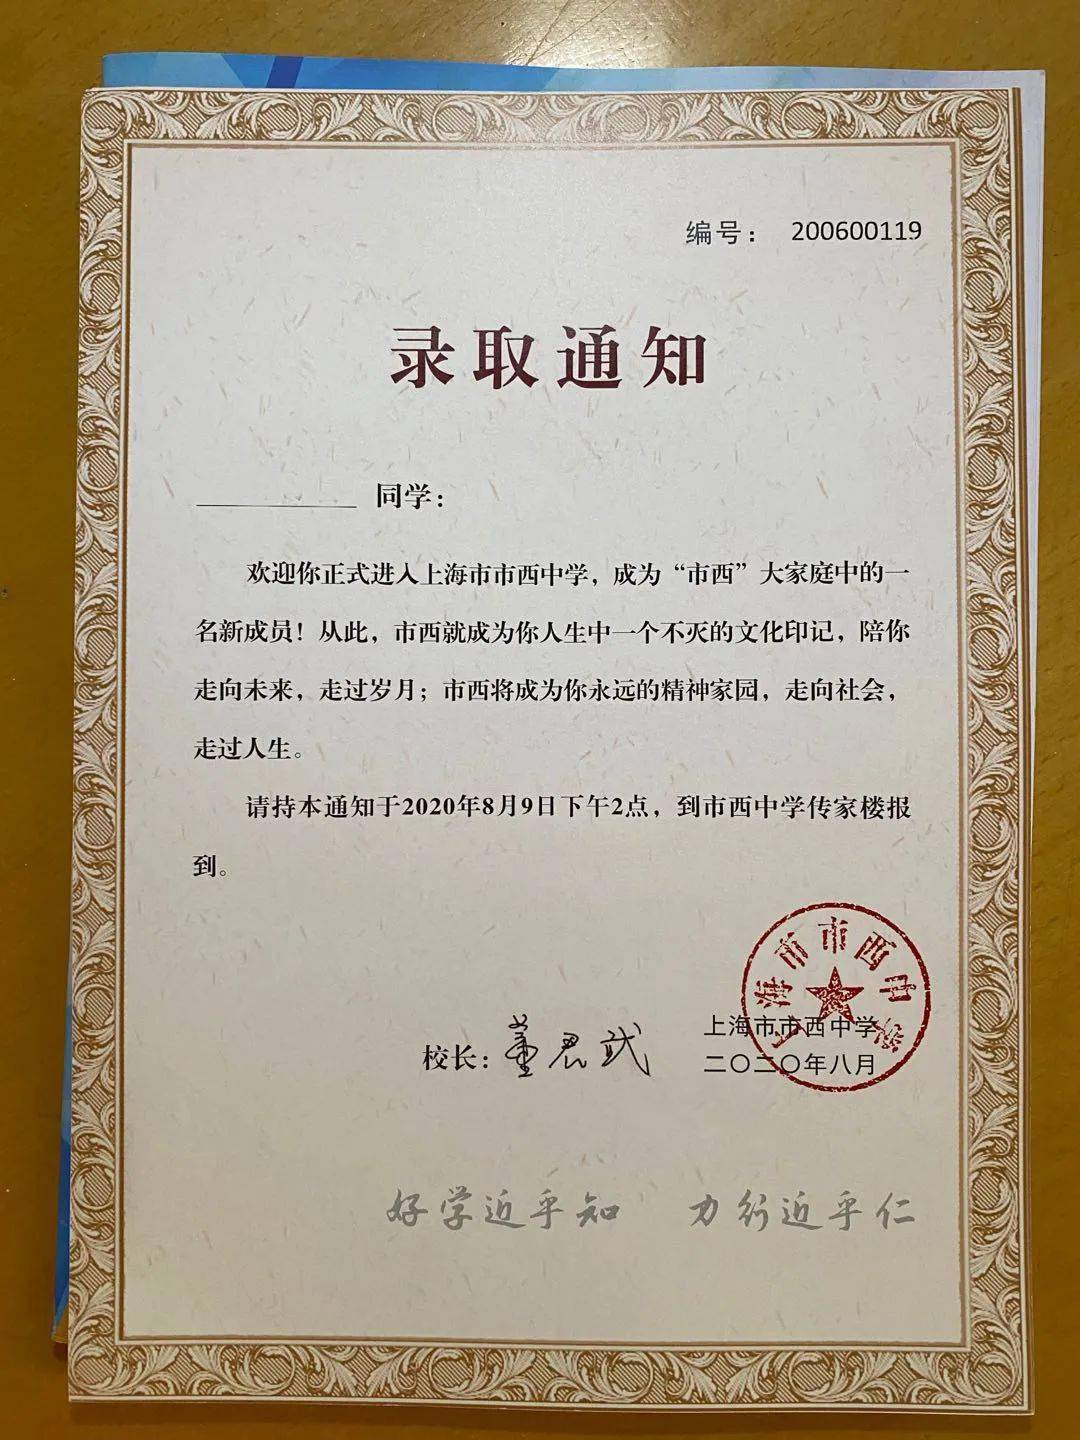 编号： 200600119
录取通知
同学：
欢迎你正式进入上海市市西中学，成为“市西”大家庭中的一
名新成员！从此，市西就成为你人生中一个不灭的文化印记，陪你
走向未来，走过岁月；市西将成为你永远的精神家园，走向社会，
走过人生。
请持本通知于2020年8月9日下午2点，到市西中学传家楼报
到。
上海市市西中学
校长：董君武
上海市市西中学
二〇二〇年八月
好学近乎知 力行近乎仁